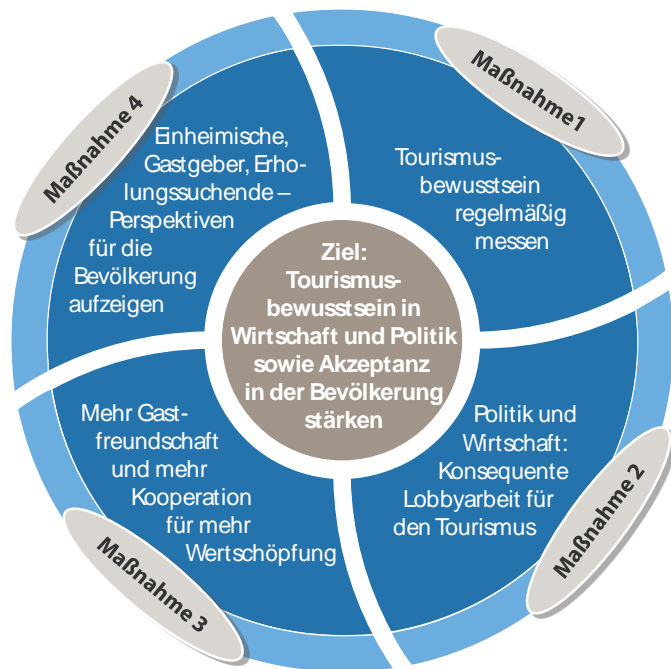 Ziel:
Tourismus-
bewusstsein in
Wirtschaft und Politik
sowie Akzeptanz
in der Bevölkerung
stärken
Maßnahme1
Tourismus-
bewusstsein
regelmäßig
messen
Maßnahme 2
Politik und
Wirtschaft:
Konsequente
Lobbyarbeit für
den Tourismus
Maßnahme 3
Mehr Gast-
freundschaft
und mehr
Kooperation
für mehr
Wertschöpfung
Maßnahme 4
Einheimische,
Gastgeber, Erho-
lungssuchende –
Perspektiven
für die
Bevölkerung
aufzeigen